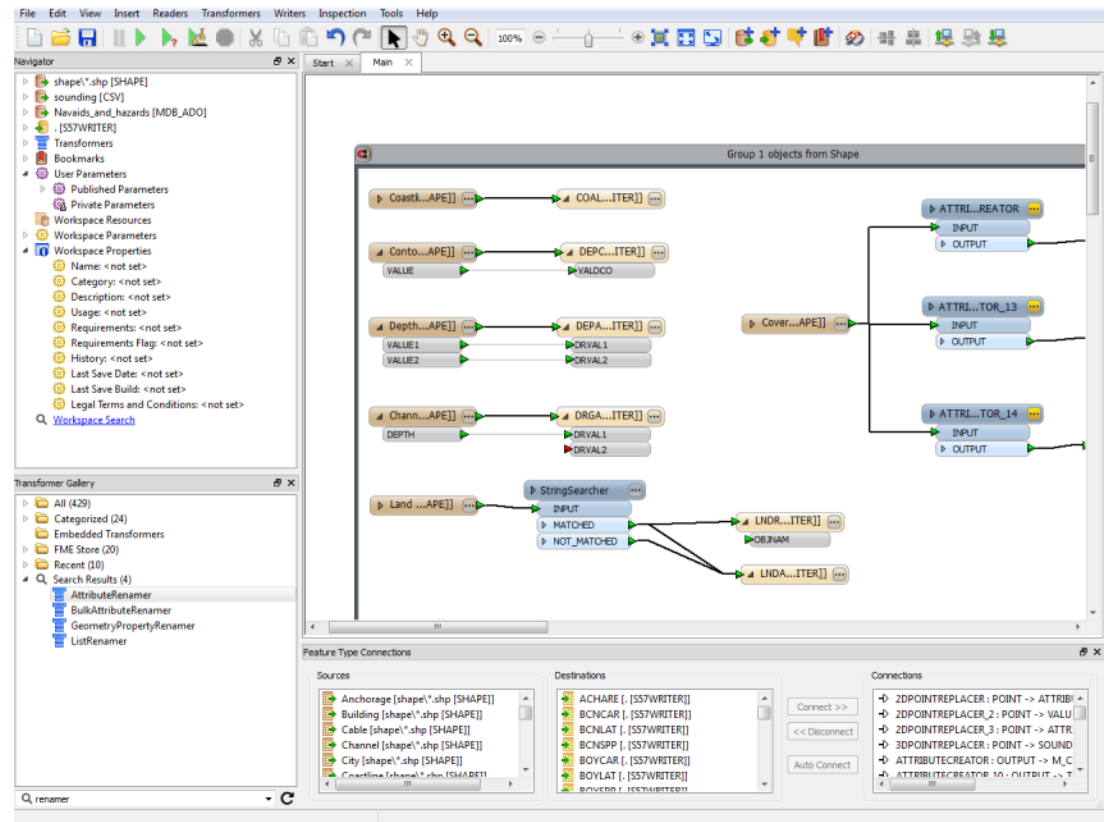 File Edit View Insert Readers Transformers Writers Inspection Tools Help
100%
Navigator
shape\*.shp [SHAPE]
sounding [CSV]
Navaids_and_hazards [MDB_ADO]
. [S57WRITER]
Transformers
Bookmarks
User Parameters
Published Parameters
Private Parameters
Workspace Resources
Workspace Parameters
Workspace Properties
Name: <not set>
Category: <not set>
Description: <not set>
Usage: <not set>
Requirements: <not set>
Requirements Flag: <not set>
History: <not set>
Last Save Date: <not set>
Last Save Build: <not set>
Legal Terms and Conditions: <not set>
Workspace Search
Transformer Gallery
All (429)
Categorized (24)
Embedded Transformers
FME Store (20)
Recent (10)
Search Results (4)
AttributeRenamer
BulkAttributeRenamer
GeometryPropertyRenamer
ListRenamer
renamer
Start Main
Group 1 objects from Shape
Coastl...APE]] ... COAL...ITER]] ...
Conto...APE]] ... DEPC...ITER]] ...
VALUE VALDCO
Depth...APE]] ... DEPA...ITER]] ...
VALUE1 DRVAL1
VALUE2 DRVAL2
Chann...APE]] ... DRGA...ITER]] ...
DEPTH DRVAL1
DRVAL2
Land ...APE]] ... StringSearcher ...
INPUT
MATCHED
NOT_MATCHED
LNDR...ITER]] ...
OBJNAM
LNDA...ITER]] ...
Cover...APE]] ...
ATTRI...REATOR ...
INPUT
OUTPUT
ATTRI...TOR_13 ...
INPUT
OUTPUT
ATTRI...TOR_14 ...
INPUT
OUTPUT
Feature Type Connections
Sources
Anchorage [shape\*.shp [SHAPE]]
Building [shape\*.shp [SHAPE]]
Cable [shape\*.shp [SHAPE]]
Channel [shape\*.shp [SHAPE]]
City [shape\*.shp [SHAPE]]
Coastline [shape\*.shp [SHAPE]]
Destinations
ACHARE [. [S57WRITER]]
BCNCAR [. [S57WRITER]]
BCNLAT [. [S57WRITER]]
BCNSPP [. [S57WRITER]]
BOYCAR [. [S57WRITER]]
BOYLAT [. [S57WRITER]]
BOYSPP [. [S57WRITER]]
Connect >>
<< Disconnect
Auto Connect
Connections
2DPOINTREPLACER : POINT -> ATTRIB
2DPOINTREPLACER_2 : POINT -> VALU
2DPOINTREPLACER_3 : POINT -> ATTR
3DPOINTREPLACER : POINT -> SOUND
ATTRIBUTECREATOR : OUTPUT -> M_C
ATTRIBUTECREATOR_10 : OUTPUT -> T